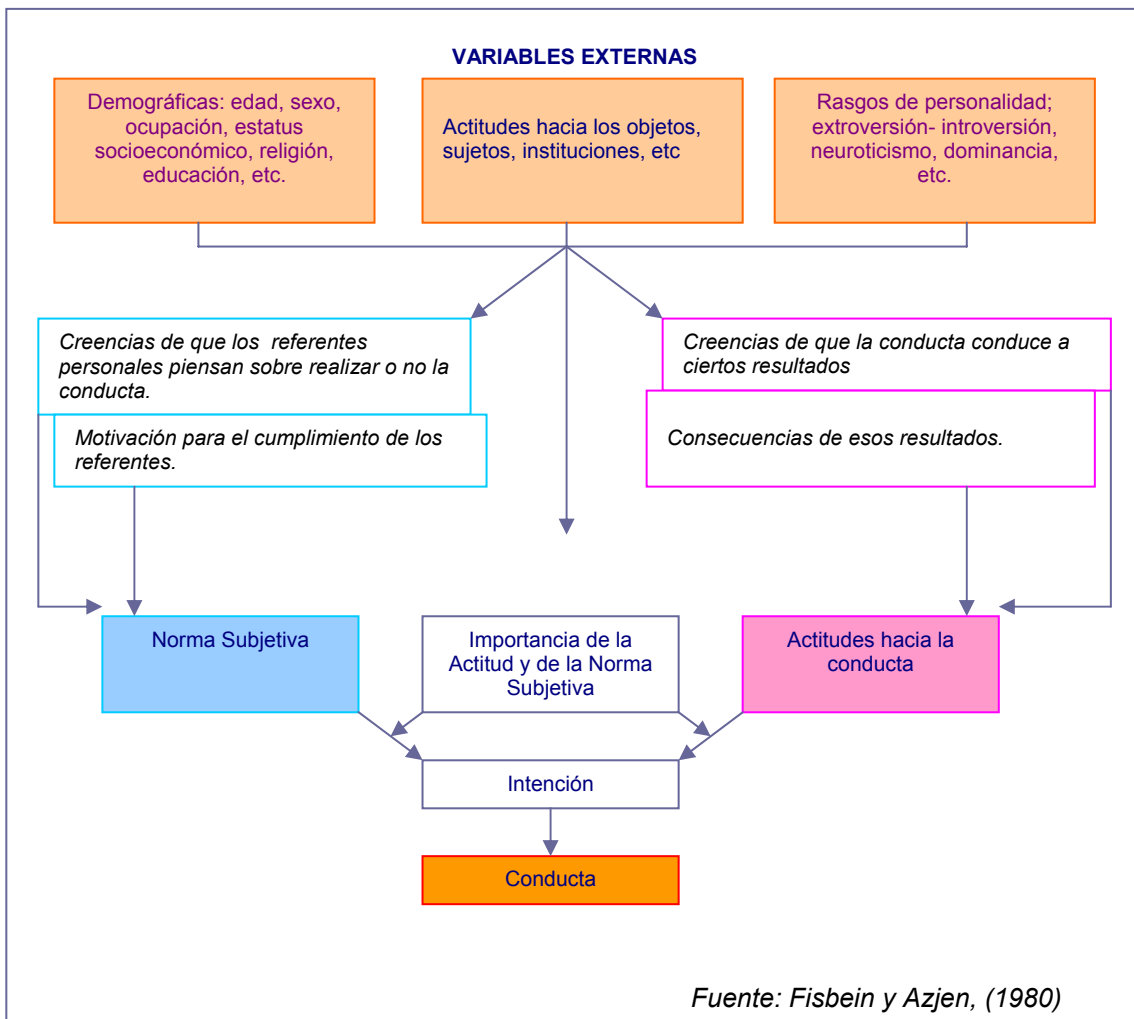 VARIABLES EXTERNAS
Demográficas: edad, sexo,
ocupación, estatus
socioeconómico, religión,
educación, etc.
Actitudes hacia los objetos,
sujetos, instituciones, etc
Rasgos de personalidad;
extroversión- introversión,
neuroticismo, dominancia,
etc.
Creencias de que los referentes
personales piensan sobre realizar o no la
conducta.
Motivación para el cumplimiento de los
referentes.
Creencias de que la conducta conduce a
ciertos resultados
Consecuencias de esos resultados.
Norma Subjetiva
Importancia de la
Actitud y de la Norma
Subjetiva
Actitudes hacia la
conducta
Intención
Conducta
Fuente: Fisbein y Azjen, (1980)